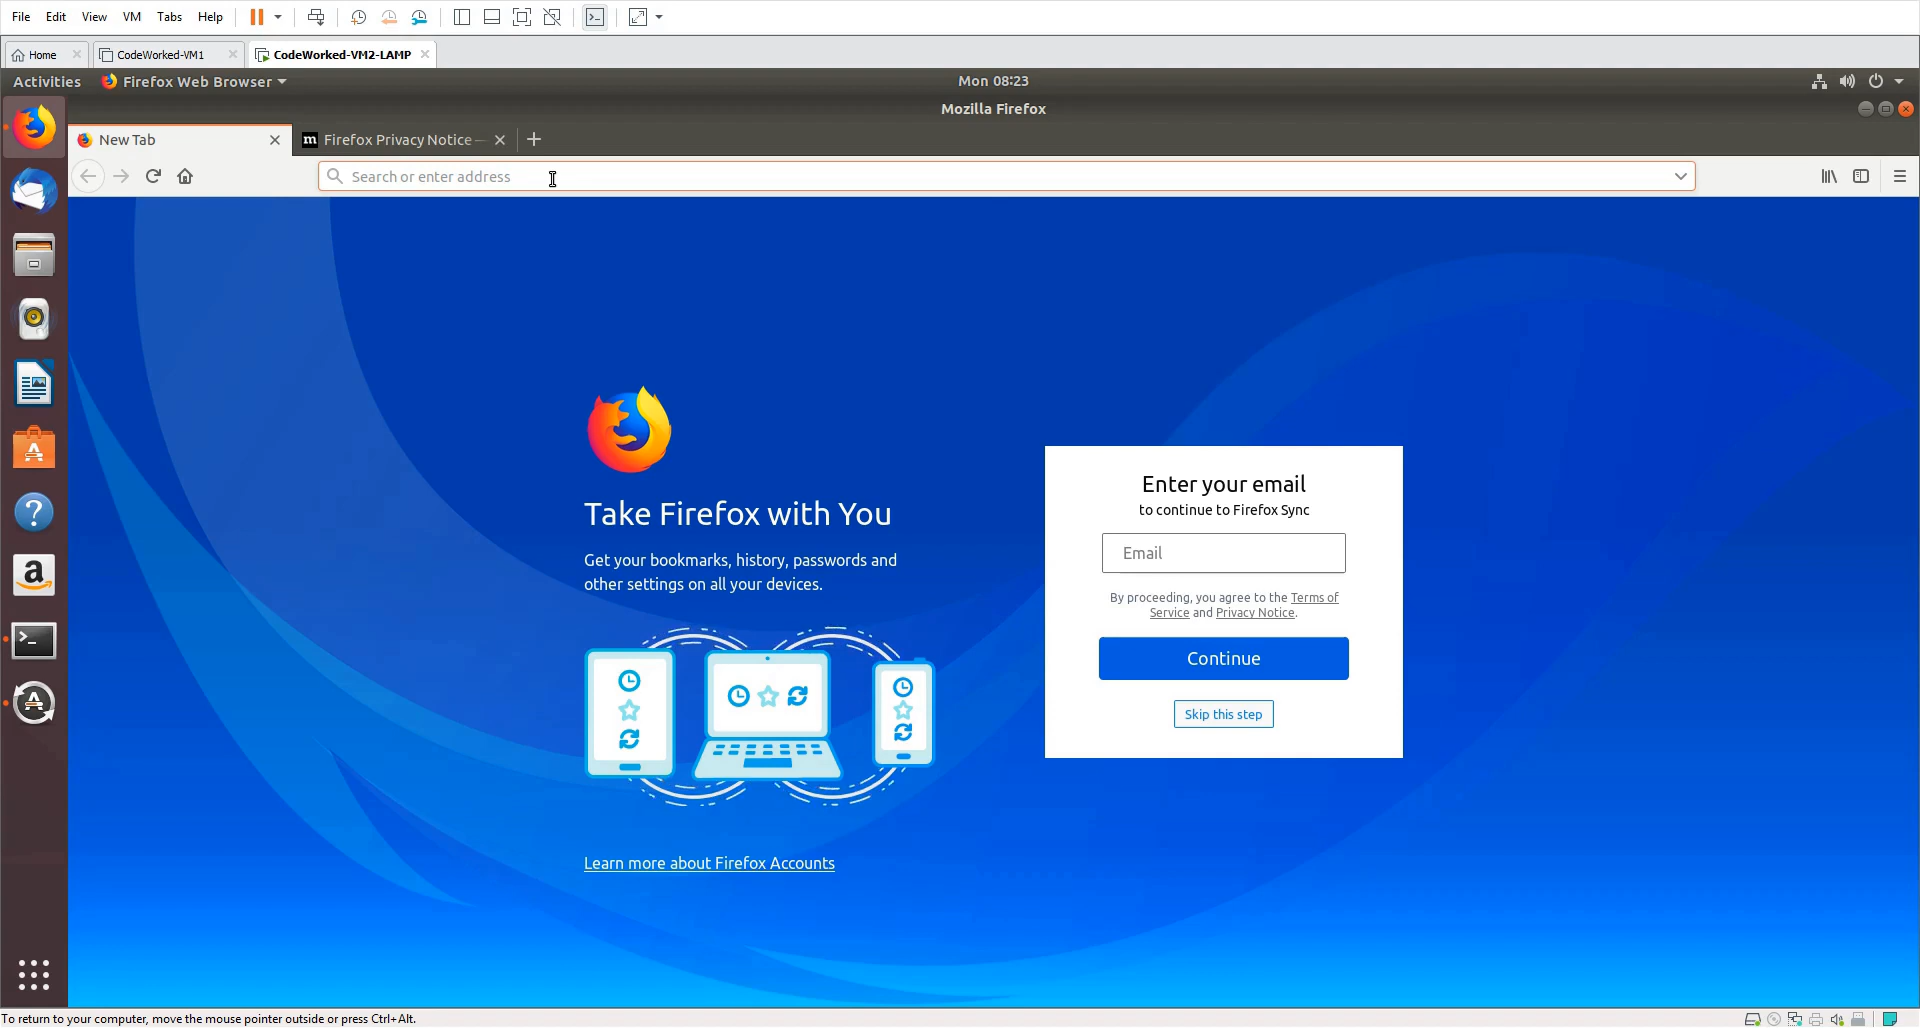 File Edit View VM Tabs Help
Home CodeWorked-VM1 CodeWorked-VM2-LAMP
Activities Firefox Web Browser Mon 08:23
Mozilla Firefox
New Tab m Firefox Privacy Notice —
Search or enter address
Take Firefox with You
Get your bookmarks, history, passwords and
other settings on all your devices.
Learn more about Firefox Accounts
Enter your email
to continue to Firefox Sync
Email
By proceeding, you agree to the Terms of
Service and Privacy Notice.
Continue
Skip this step
To return to your computer, move the mouse pointer outside or press Ctrl+Alt.